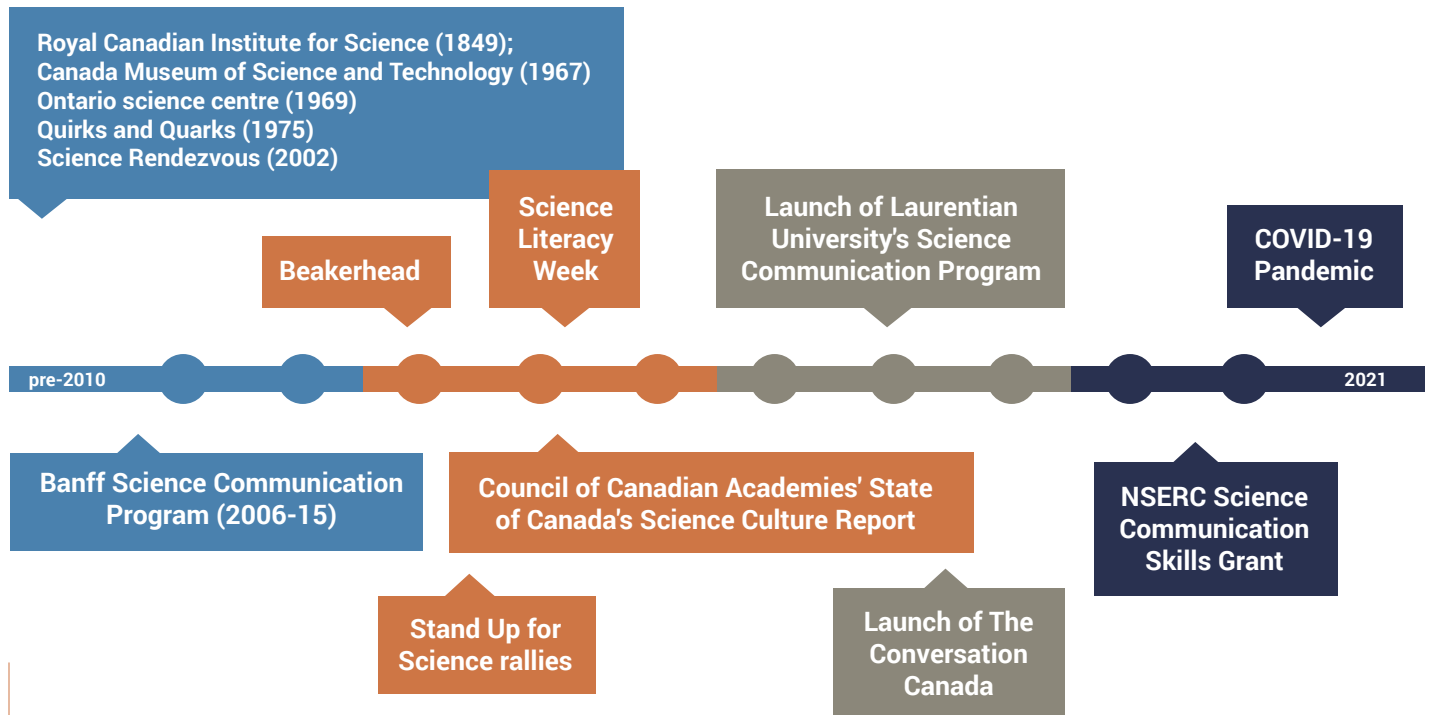 Royal Canadian Institute for Science (1849);
Canada Museum of Science and Technology (1967)
Ontario science centre (1969)
Quirks and Quarks (1975)
Science Rendezvous (2002)
Beakerhead
Science
Literacy
Week
Launch of Laurentian
University's Science
Communication Program
COVID-19
Pandemic
pre-2010
2021
Banff Science Communication
Program (2006-15)
Council of Canadian Academies' State
of Canada's Science Culture Report
NSERC Science
Communication
Skills Grant
Stand Up for
Science rallies
Launch of The
Conversation
Canada